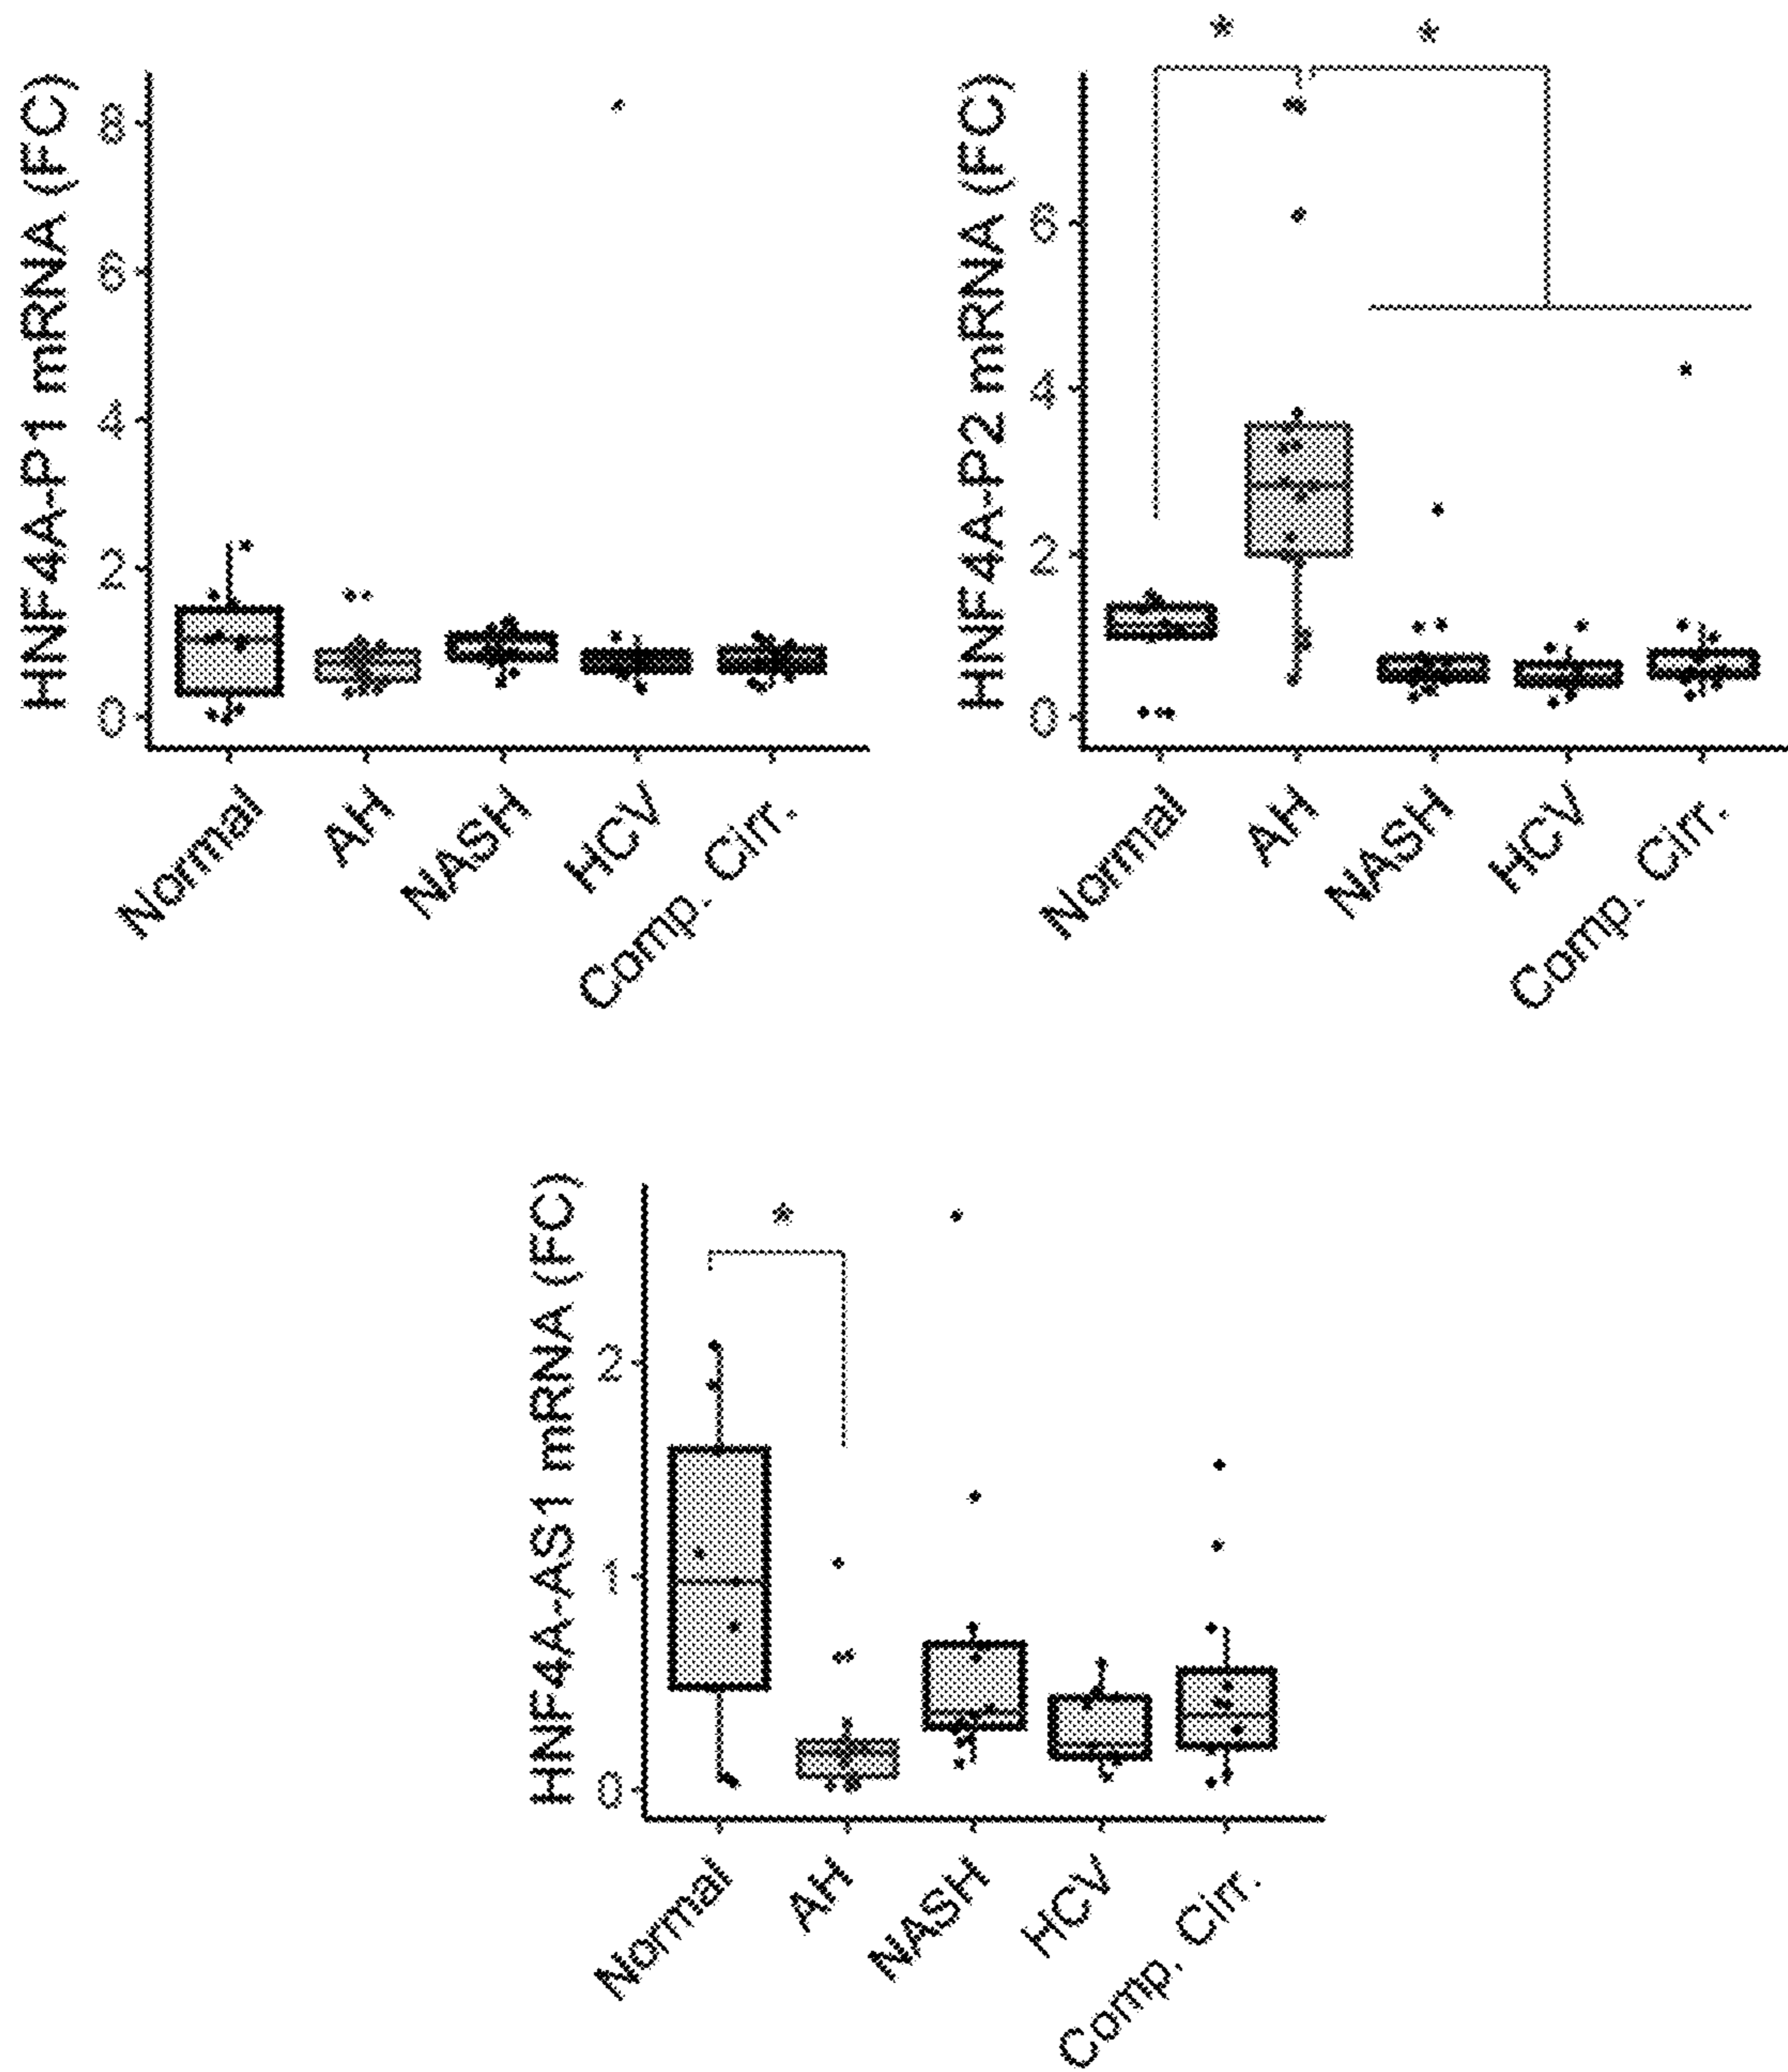 HNF4A-P1 mRNA (FC)
8
6
4
2
0
Normal
AH
NASH
HCV
Comp. Cirr.
* *
HNF4A-P2 mRNA (FC)
6
4
2
0
Normal
AH
NASH
HCV
Comp. Cirr.
*
HNF4A-AS1 mRNA (FC)
2
1
0
Normal
AH
NASH
HCV
Comp. Cirr.